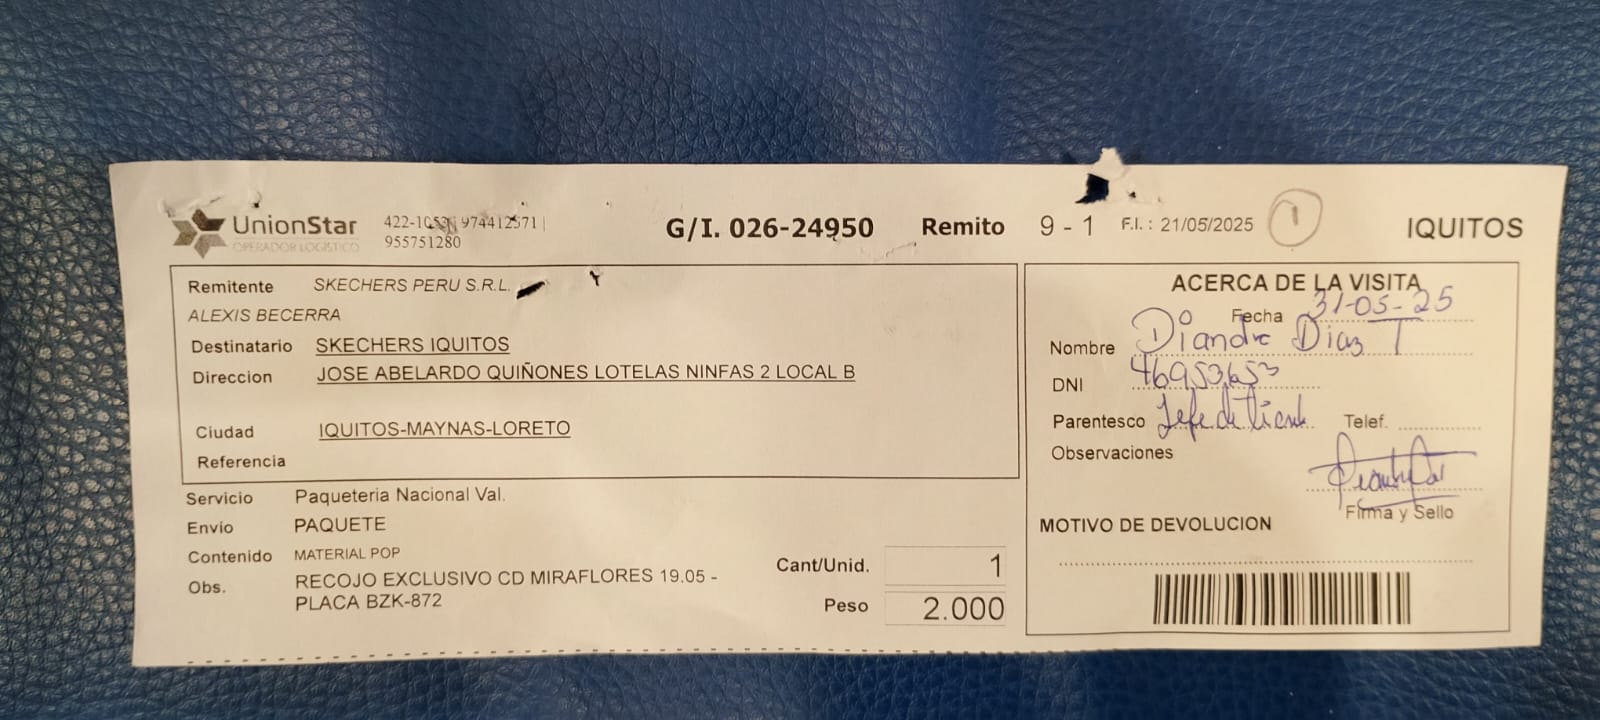 UnionStar
OPERADOR LOGISTICO
422-1053 | 974412571 |
955751280
G/I. 026-24950 Remito 9 - 1 F.I.: 21/05/2025 1 IQUITOS
Remitente SKECHERS PERU S.R.L.
ALEXIS BECERRA
Destinatario SKECHERS IQUITOS
Direccion JOSE ABELARDO QUIÑONES LOTELAS NINFAS 2 LOCAL B
Ciudad IQUITOS-MAYNAS-LORETO
Referencia
Servicio Paqueteria Nacional Val.
Envio PAQUETE
Contenido MATERIAL POP
Obs. RECOJO EXCLUSIVO CD MIRAFLORES 19.05 -
PLACA BZK-872
Cant/Unid. 1
Peso 2.000
ACERCA DE LA VISITA
Fecha 31-05-25
Nombre Diandra Diaz T
DNI 46953653
Parentesco Jefe de Tienda Telef.
Observaciones
Firma y Sello
MOTIVO DE DEVOLUCION